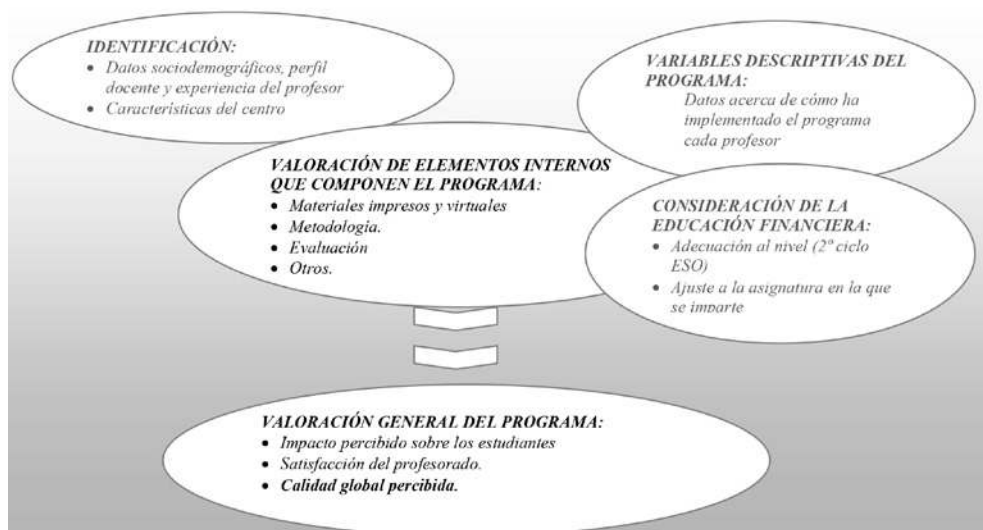 IDENTIFICACIÓN:
• Datos sociodemográficos, perfil
docente y experiencia del profesor
• Características del centro
VARIABLES DESCRIPTIVAS DEL
PROGRAMA:
Datos acerca de cómo ha
implementado el programa
cada profesor
VALORACIÓN DE ELEMENTOS INTERNOS
QUE COMPONEN EL PROGRAMA:
• Materiales impresos y virtuales
• Metodología.
• Evaluación
• Otros.
CONSIDERACIÓN DE LA
EDUCACIÓN FINANCIERA:
• Adecuación al nivel (2º ciclo
ESO)
• Ajuste a la asignatura en la que
se imparte
VALORACIÓN GENERAL DEL PROGRAMA:
• Impacto percibido sobre los estudiantes
• Satisfacción del profesorado.
• Calidad global percibida.